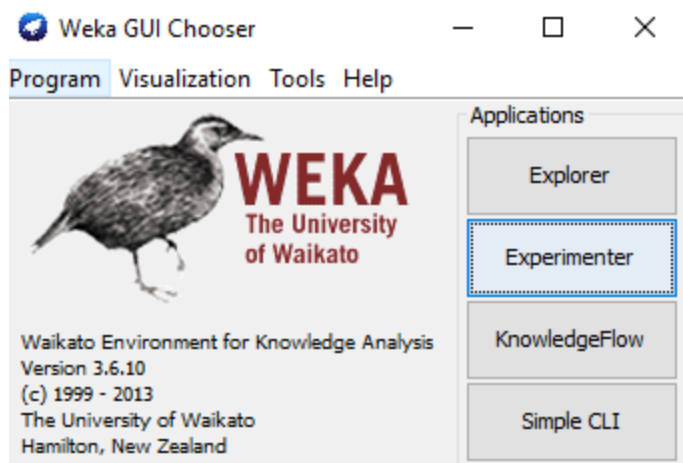 Weka GUI Chooser
Program Visualization Tools Help
WEKA
The University
of Waikato
Waikato Environment for Knowledge Analysis
Version 3.6.10
(c) 1999 - 2013
The University of Waikato
Hamilton, New Zealand
Applications
Explorer
Experimenter
KnowledgeFlow
Simple CLI